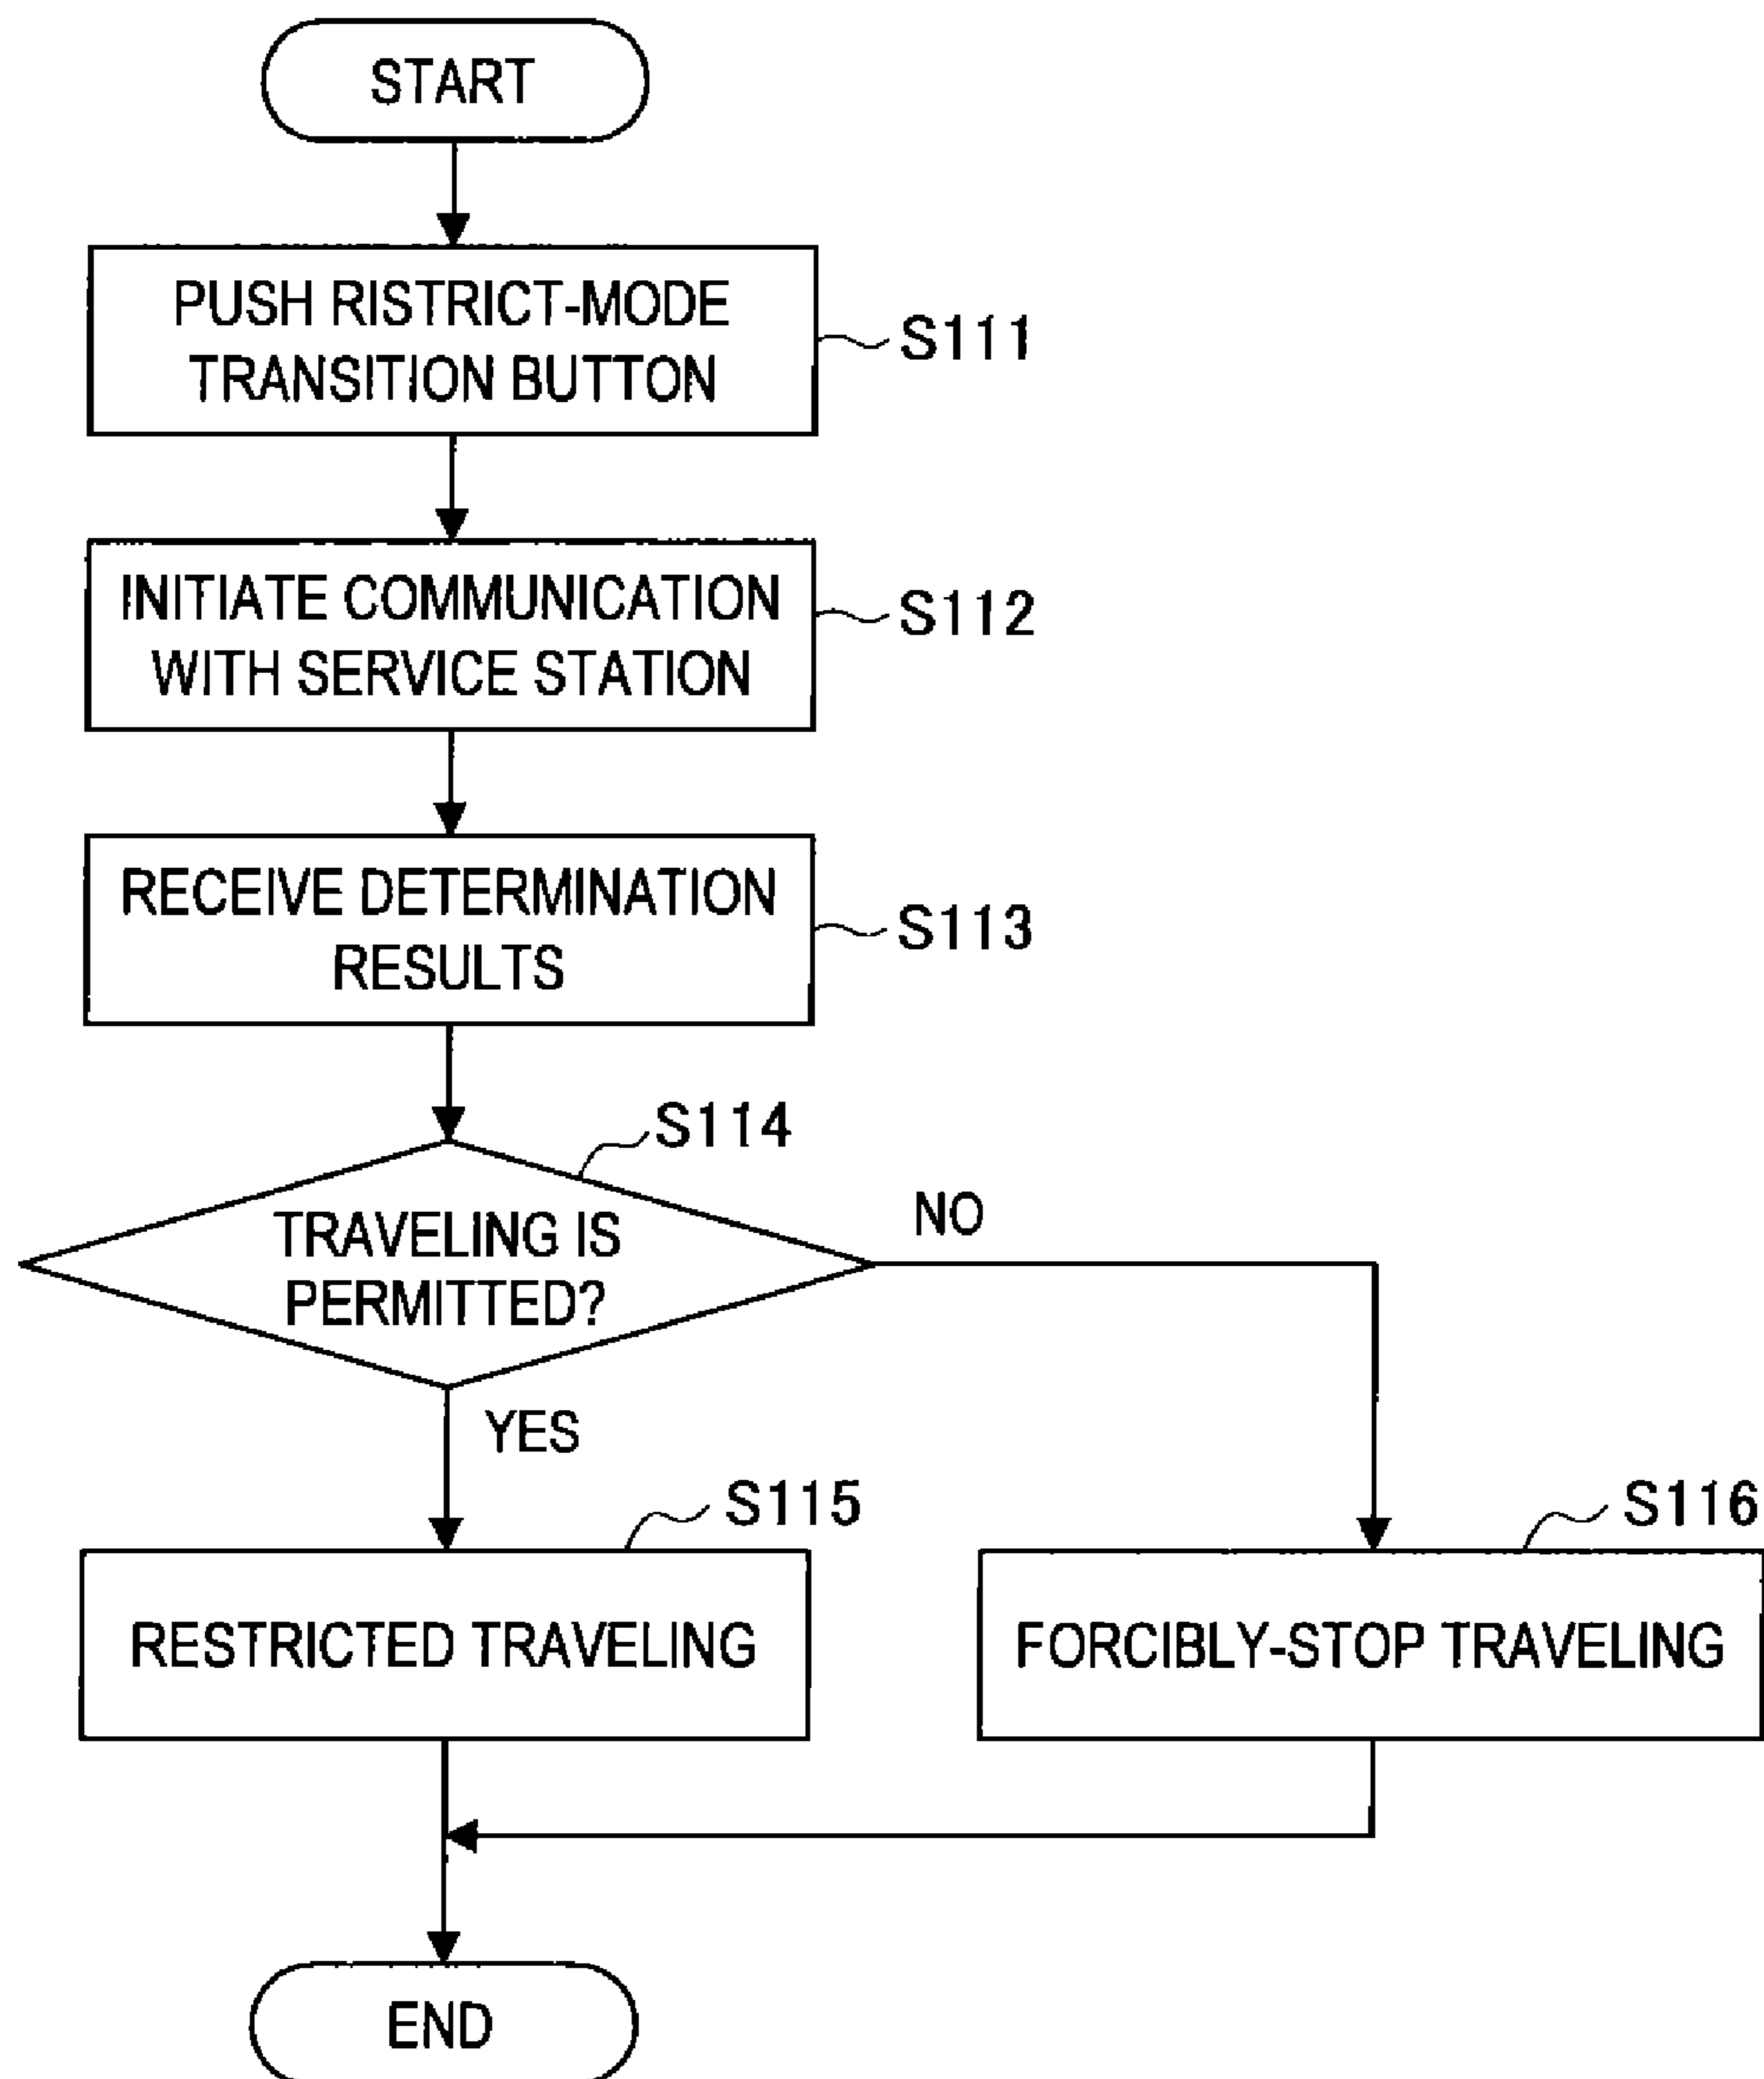 START
PUSH RISTRICT-MODE
TRANSITION BUTTON
S111
INITIATE COMMUNICATION
WITH SERVICE STATION
S112
RECEIVE DETERMINATION
RESULTS
S113
S114
TRAVELING IS
PERMITTED?
NO
YES
S115
RESTRICTED TRAVELING
S116
FORCIBLY-STOP TRAVELING
END